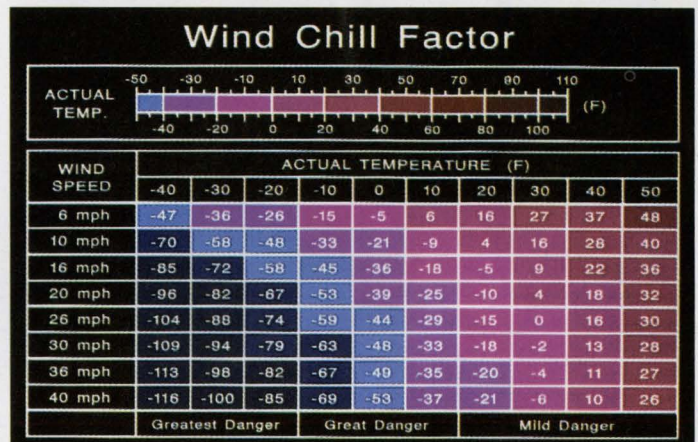 Wind Chill Factor
-50 -30 -10 10 30 50 70 90 110
ACTUAL TEMP. (F)
-40 -20 0 20 40 60 80 100
WIND SPEED ACTUAL TEMPERATURE (F)
-40 -30 -20 -10 0 10 20 30 40 50
6 mph -47 -36 -26 -15 -5 6 16 27 37 48
10 mph -70 -58 -48 -33 -21 -9 4 16 28 40
16 mph -85 -72 -58 -45 -36 -18 -5 9 22 36
20 mph -96 -82 -67 -53 -39 -25 -10 4 18 32
26 mph -104 -88 -74 -59 -44 -29 -15 0 16 30
30 mph -109 -94 -79 -63 -48 -33 -18 -2 13 28
36 mph -113 -98 -82 -67 -49 -35 -20 -4 11 27
40 mph -116 -100 -85 -69 -53 -37 -21 -6 10 26
Greatest Danger Great Danger Mild Danger